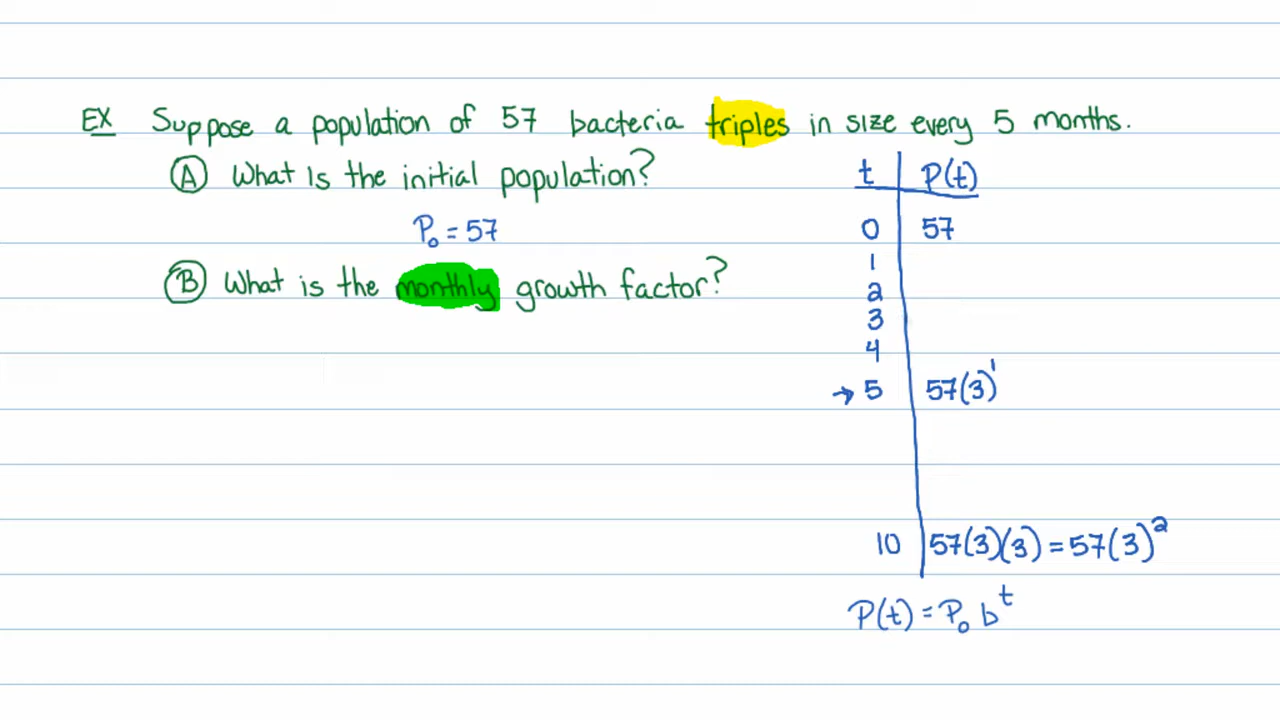 EX Suppose a population of 57 bacteria triples in size every 5 months.
Ⓐ What Is the initial population?
P₀ = 57
Ⓑ What is the monthly growth factor?
t P(t)
0 57
1
2
3
4
→ 5 57(3)¹
10 57(3)(3) = 57(3)²
P(t) = P₀ bᵗ